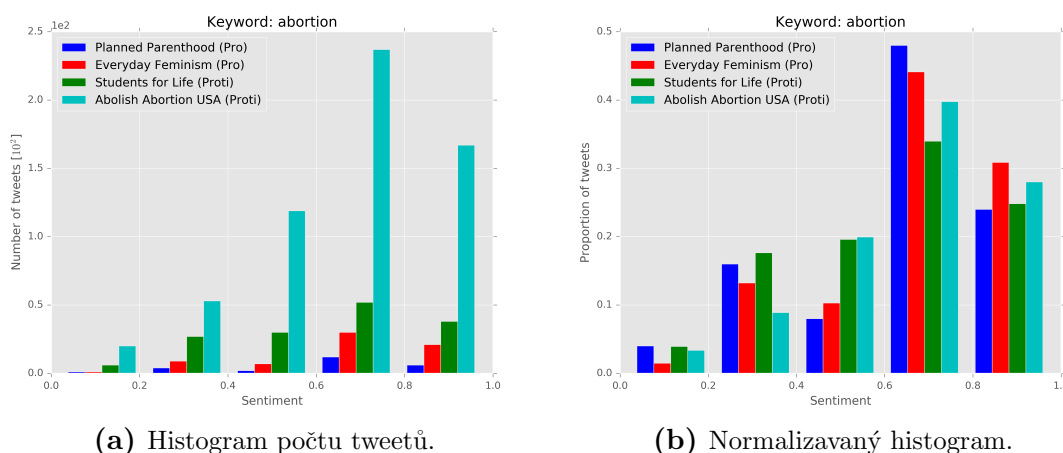 Keyword: abortion
1e2
2.5
2.0
1.5
1.0
0.5
0.0
Number of tweets [10²]
Planned Parenthood (Pro)
Everyday Feminism (Pro)
Students for Life (Proti)
Abolish Abortion USA (Proti)
0.0 0.2 0.4 0.6 0.8 1.0
Sentiment
(a) Histogram počtu tweetů.
Keyword: abortion
0.5
0.4
0.3
0.2
0.1
0.0
Proportion of tweets
Planned Parenthood (Pro)
Everyday Feminism (Pro)
Students for Life (Proti)
Abolish Abortion USA (Proti)
0.0 0.2 0.4 0.6 0.8 1.
Sentiment
(b) Normalizavaný histogram.